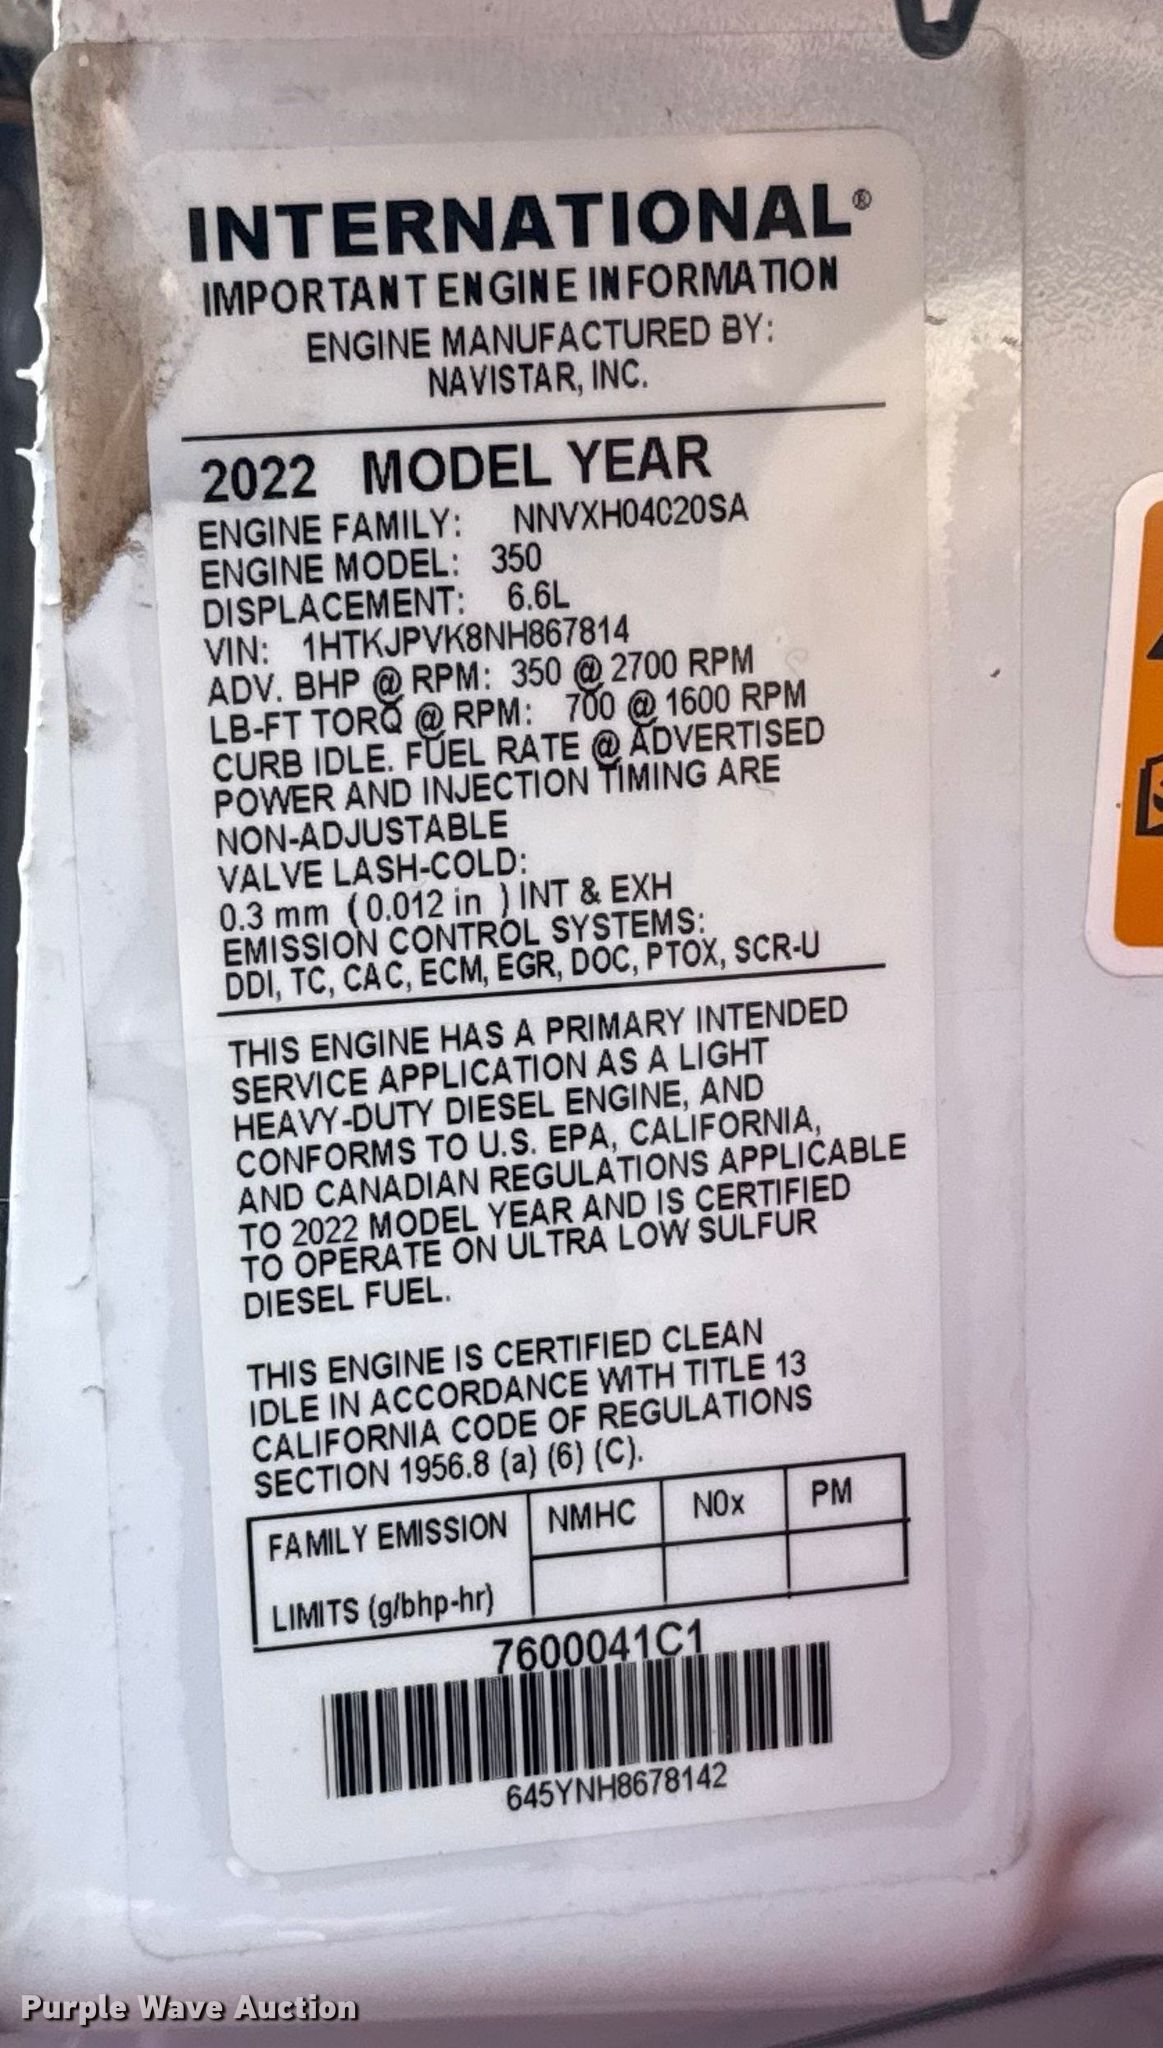 INTERNATIONAL®
IMPORTANT ENGINE INFORMATION
ENGINE MANUFACTURED BY:
NAVISTAR, INC.
2022 MODEL YEAR
ENGINE FAMILY: NNVXH04020SA
ENGINE MODEL: 350
DISPLACEMENT: 6.6L
VIN: 1HTKJPVK8NH867814
ADV. BHP @ RPM: 350 @ 2700 RPM
LB-FT TORQ @ RPM: 700 @ 1600 RPM
CURB IDLE. FUEL RATE @ ADVERTISED
POWER AND INJECTION TIMING ARE
NON-ADJUSTABLE
VALVE LASH-COLD:
0.3 mm (0.012 in ) INT & EXH
EMISSION CONTROL SYSTEMS:
DDI, TC, CAC, ECM, EGR, DOC, PTOX, SCR-U
THIS ENGINE HAS A PRIMARY INTENDED
SERVICE APPLICATION AS A LIGHT
HEAVY-DUTY DIESEL ENGINE, AND
CONFORMS TO U.S. EPA, CALIFORNIA,
AND CANADIAN REGULATIONS APPLICABLE
TO 2022 MODEL YEAR AND IS CERTIFIED
TO OPERATE ON ULTRA LOW SULFUR
DIESEL FUEL.
THIS ENGINE IS CERTIFIED CLEAN
IDLE IN ACCORDANCE WITH TITLE 13
CALIFORNIA CODE OF REGULATIONS
SECTION 1956.8 (a) (6) (C).
FAMILY EMISSION NMHC N0x PM
LIMITS (g/bhp-hr)
7600041C1
645YNH8678142
Purple Wave Auction